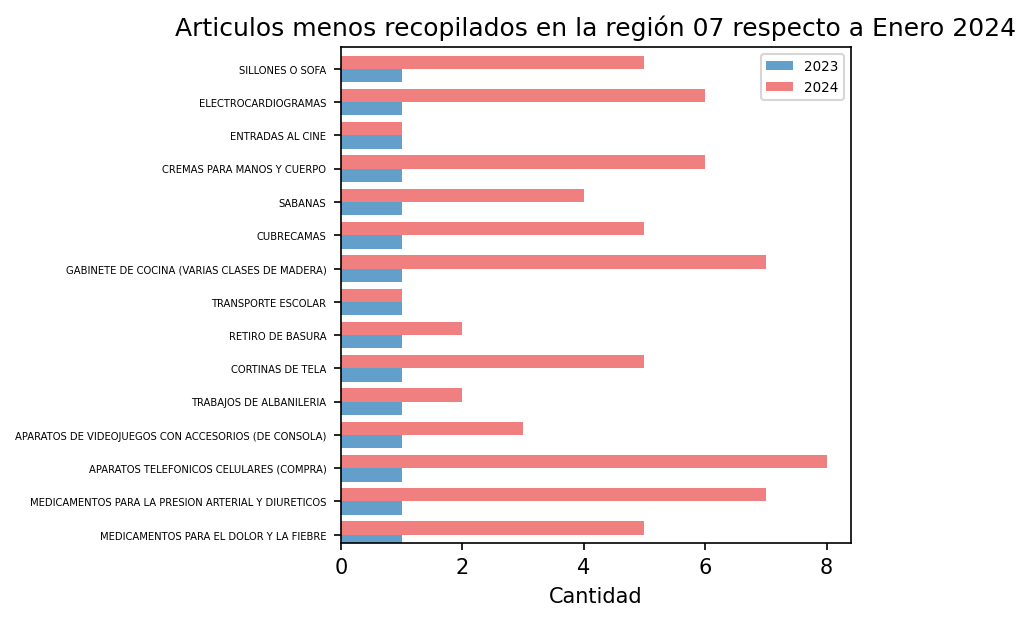 Articulos menos recopilados en la región 07 respecto a Enero 2024
2023
2024
SILLONES O SOFA
ELECTROCARDIOGRAMAS
ENTRADAS AL CINE
CREMAS PARA MANOS Y CUERPO
SABANAS
CUBRECAMAS
GABINETE DE COCINA (VARIAS CLASES DE MADERA)
TRANSPORTE ESCOLAR
RETIRO DE BASURA
CORTINAS DE TELA
TRABAJOS DE ALBANILERIA
APARATOS DE VIDEOJUEGOS CON ACCESORIOS (DE CONSOLA)
APARATOS TELEFONICOS CELULARES (COMPRA)
MEDICAMENTOS PARA LA PRESION ARTERIAL Y DIURETICOS
MEDICAMENTOS PARA EL DOLOR Y LA FIEBRE
0 2 4 6 8
Cantidad